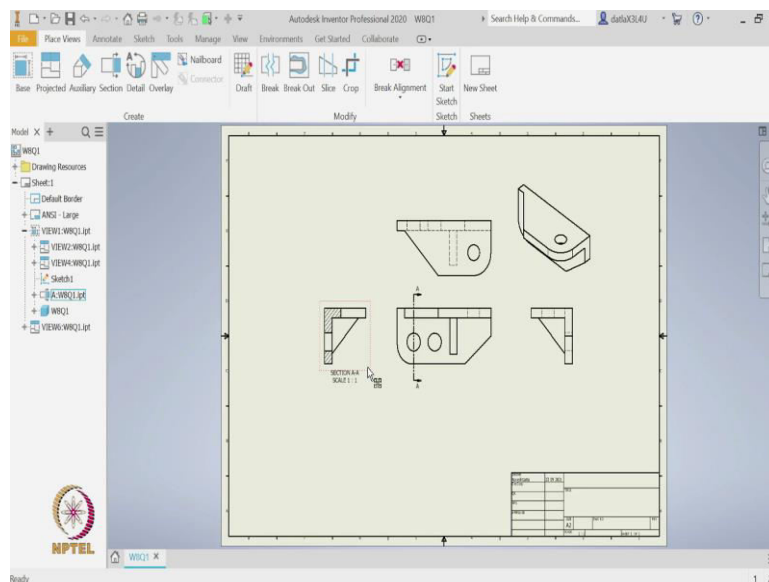 Autodesk Inventor Professional 2020 W8Q1
Search Help & Commands...
datlaX3L4U
File Place Views Annotate Sketch Tools Manage View Environments Get Started Collaborate
Nailboard
Connector
Base Projected Auxiliary Section Detail Overlay Draft Break Break Out Slice Crop Break Alignment Start Sketch New Sheet
Create Modify Sketch Sheets
Model
W8Q1
Drawing Resources
Sheet:1
Default Border
ANSI - Large
VIEW1:W8Q1.ipt
VIEW2:W8Q1.ipt
VIEW4:W8Q1.ipt
Sketch1
A:W8Q1.ipt
W8Q1
VIEW6:W8Q1.ipt
A
A
SECTION A-A
SCALE 1 : 1
A2
NPTEL
W8Q1
Ready
1